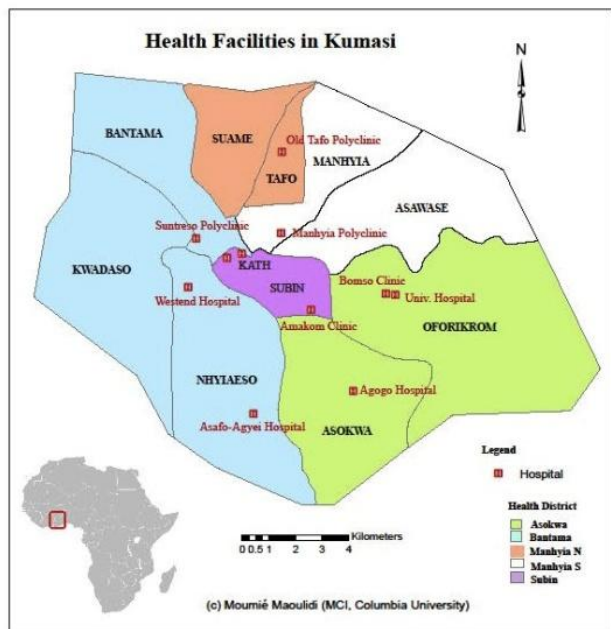 Health Facilities in Kumasi
N
BANTAMA
SUAME
Old Tafo Polyclinic
MANHYIA
TAFO
ASAWASE
Suntreso Polyclinic
Manhyia Polyclinic
KWADASO
KATH
Westend Hospital
SUBIN
Bomso Clinic
Univ. Hospital
Amakom Clinic
OFORIKROM
NHYIAESO
Agogo Hospital
Asafo-Agyei Hospital
ASOKWA
Legend
Hospital
Health District
Asokwa
Bantama
Manhyia N
Manhyia S
Subin
Kilometers
0 0.5 1 2 3 4
(c) Moumié Maoulidi (MCI, Columbia University)